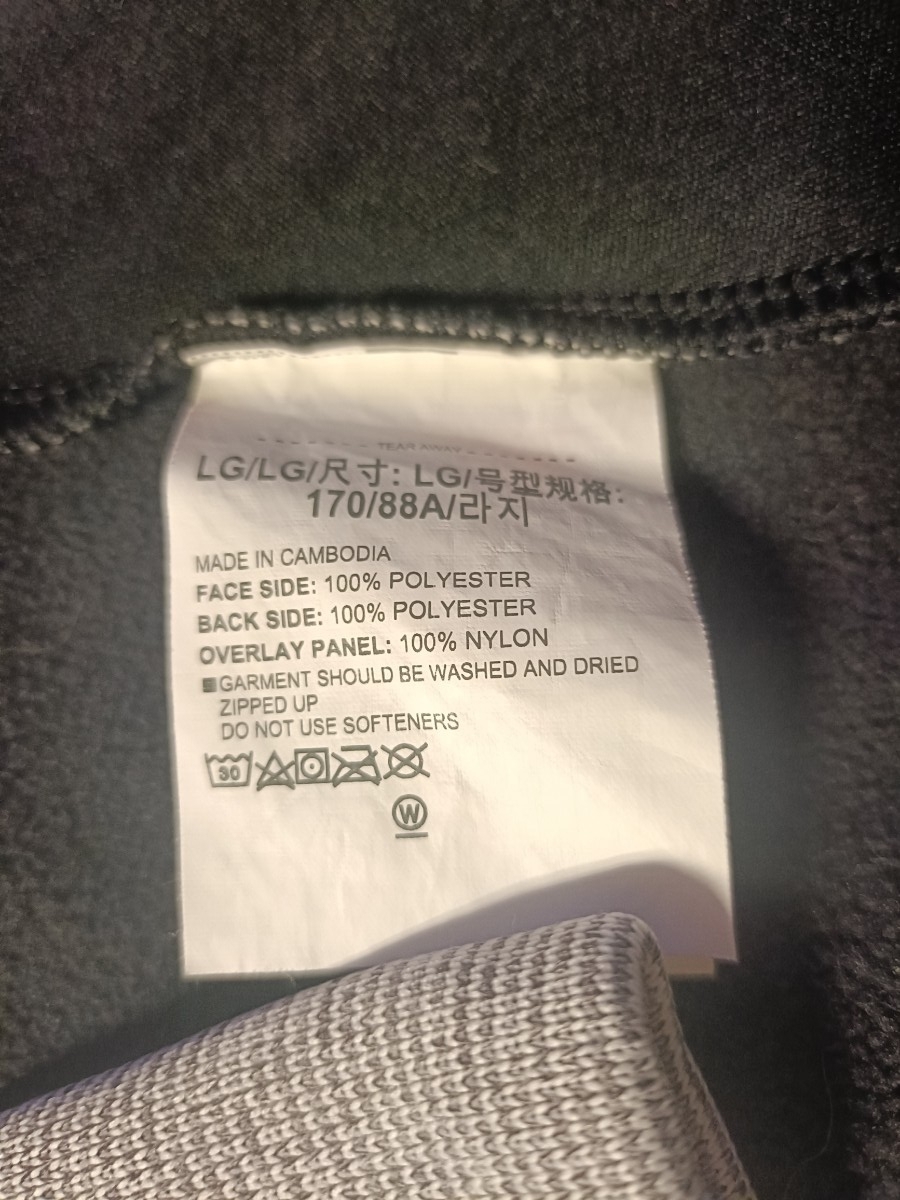 TEAR AWAY
LG/LG/尺寸: LG/号型规格:
170/88A/라지
MADE IN CAMBODIA
FACE SIDE: 100% POLYESTER
BACK SIDE: 100% POLYESTER
OVERLAY PANEL: 100% NYLON
■GARMENT SHOULD BE WASHED AND DRIED
ZIPPED UP
DO NOT USE SOFTENERS
30
W